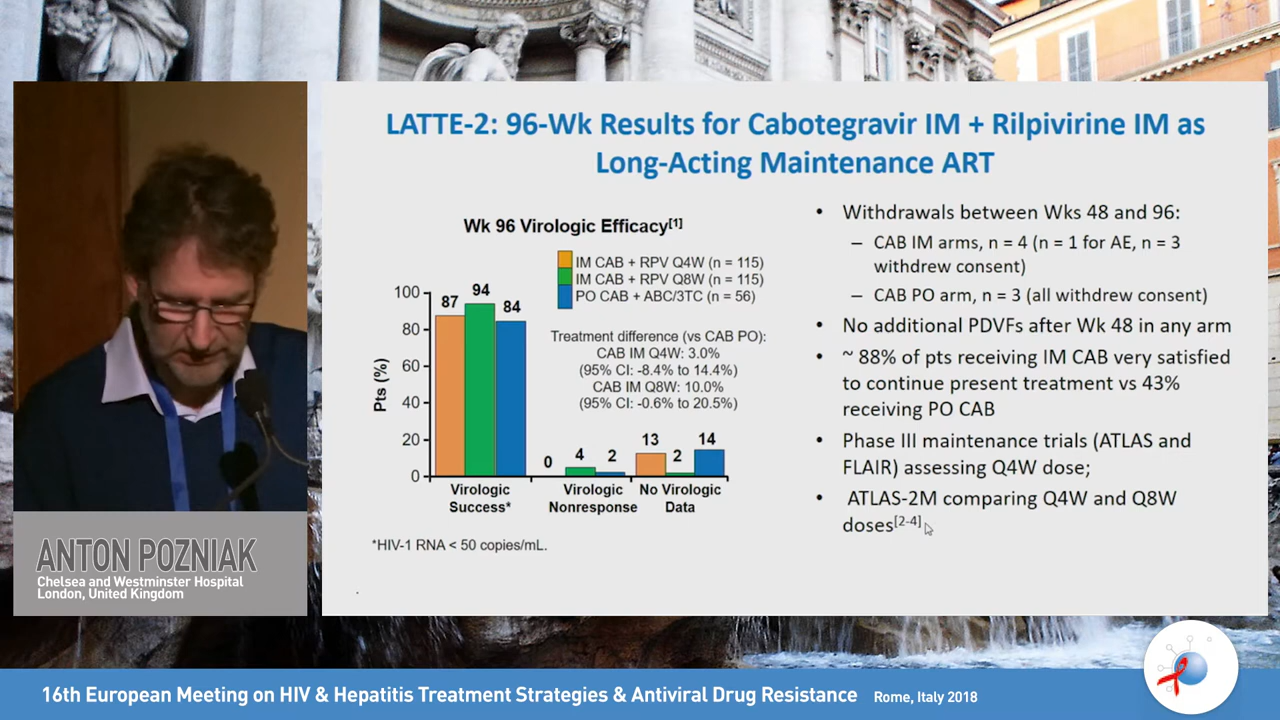 LATTE-2: 96-Wk Results for Cabotegravir IM + Rilpivirine IM as
Long-Acting Maintenance ART
Wk 96 Virologic Efficacy[1]
IM CAB + RPV Q4W (n = 115)
IM CAB + RPV Q8W (n = 115)
PO CAB + ABC/3TC (n = 56)
Treatment difference (vs CAB PO):
CAB IM Q4W: 3.0%
(95% CI: -8.4% to 14.4%)
CAB IM Q8W: 10.0%
(95% CI: -0.6% to 20.5%)
Pts (%)
100
80
60
40
20
0
87
94
84
0
4
2
13
2
14
Virologic
Success*
Virologic
Nonresponse
No Virologic
Data
*HIV-1 RNA < 50 copies/mL.
• Withdrawals between Wks 48 and 96:
– CAB IM arms, n = 4 (n = 1 for AE, n = 3
withdrew consent)
– CAB PO arm, n = 3 (all withdrew consent)
• No additional PDVFs after Wk 48 in any arm
• ~ 88% of pts receiving IM CAB very satisfied
to continue present treatment vs 43%
receiving PO CAB
• Phase III maintenance trials (ATLAS and
FLAIR) assessing Q4W dose;
• ATLAS-2M comparing Q4W and Q8W
doses[2-4]
ANTON POZNIAK
Chelsea and Westminster Hospital
London, United Kingdom
16th European Meeting on HIV & Hepatitis Treatment Strategies & Antiviral Drug Resistance Rome, Italy 2018